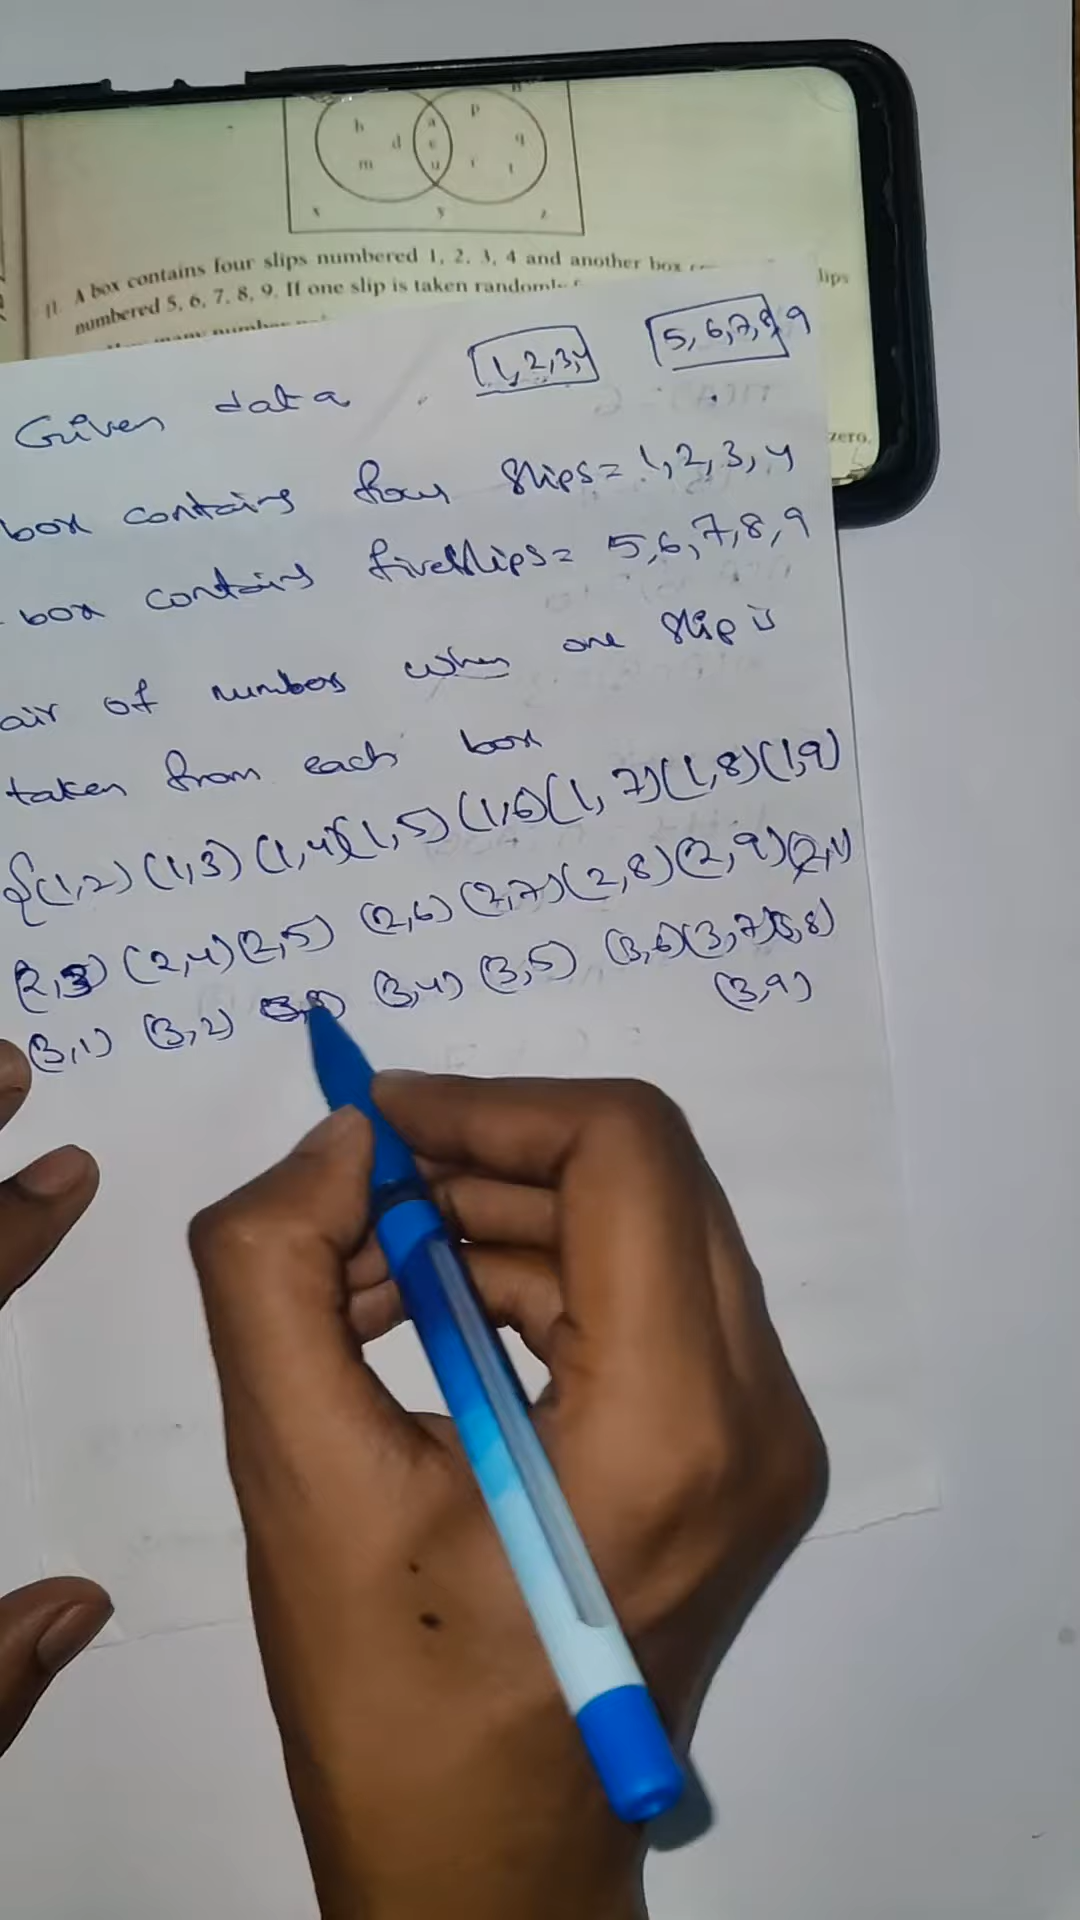 b d m a e u p q r t
x y z
11. A box contains four slips numbered 1, 2, 3, 4 and another box
lips
numbered 5, 6, 7, 8, 9. If one slip is taken randomly
1,2,3,4 5,6,7,8,9
Given data
zero.
box contains four slips = 1,2,3,4
box contains fiveslips = 5,6,7,8,9
air of numbers when one slip is
taken from each box
{(1,2) (1,3) (1,4)(1,5) (1,6)(1,7)(1,8)(1,9)
(2,3) (2,4)(2,5) (2,6)(2,7)(2,8)(2,9)(2,1)
(3,1) (3,2) (3,4) (3,5) (3,6)(3,7)(3,8)
(3,9)